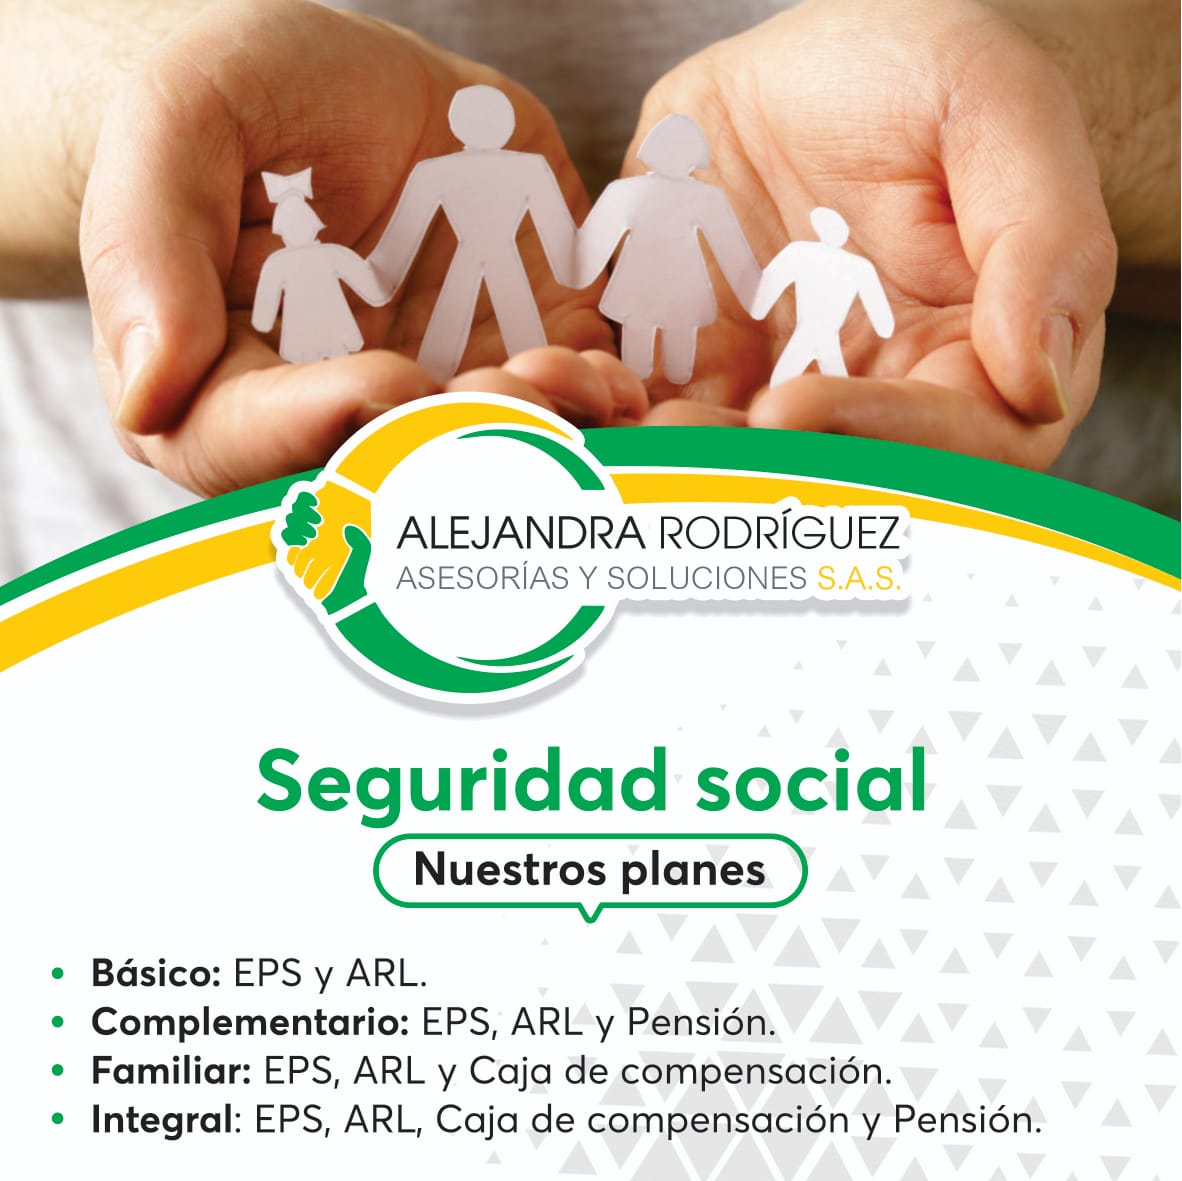 ALEJANDRA RODRÍGUEZ
ASESORÍAS Y SOLUCIONES S.A.S.
Seguridad social
Nuestros planes
• Básico: EPS y ARL.
• Complementario: EPS, ARL y Pensión.
• Familiar: EPS, ARL y Caja de compensación.
• Integral: EPS, ARL, Caja de compensación y Pensión.